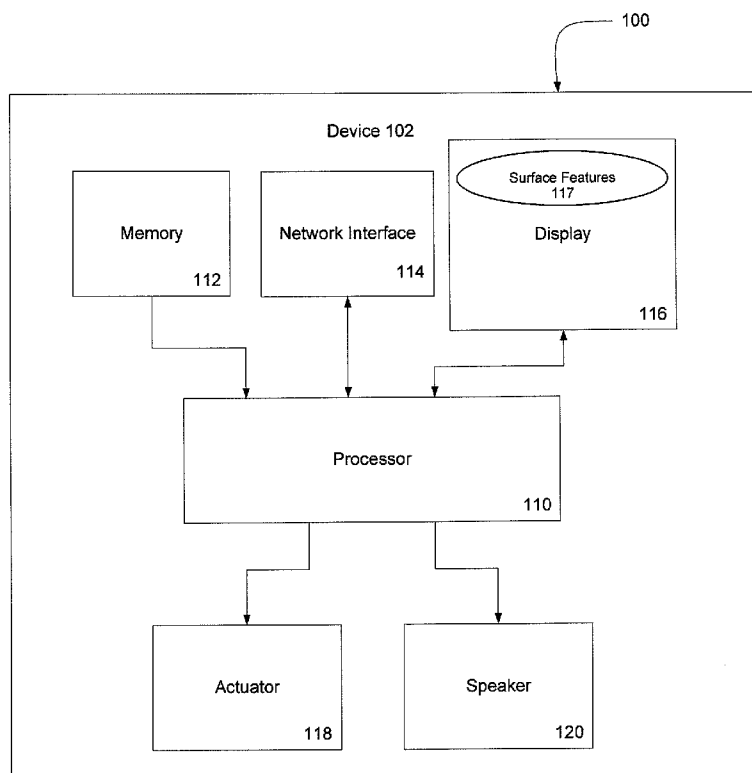 100
Device 102
Surface Features
117
Memory
Network Interface
Display
112
114
116
Processor
110
Actuator
Speaker
118
120